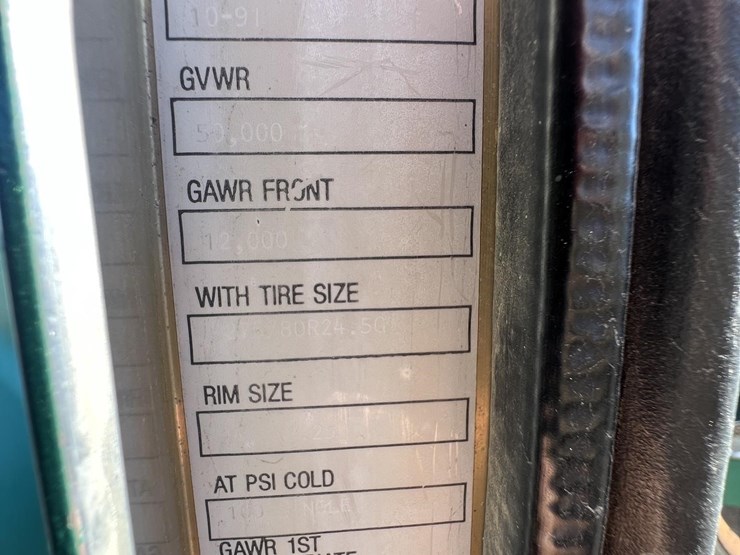 10-91
GVWR
50,000
GAWR FRONT
12,000
WITH TIRE SIZE
80R24.5G
RIM SIZE
AT PSI COLD
GAWR 1ST